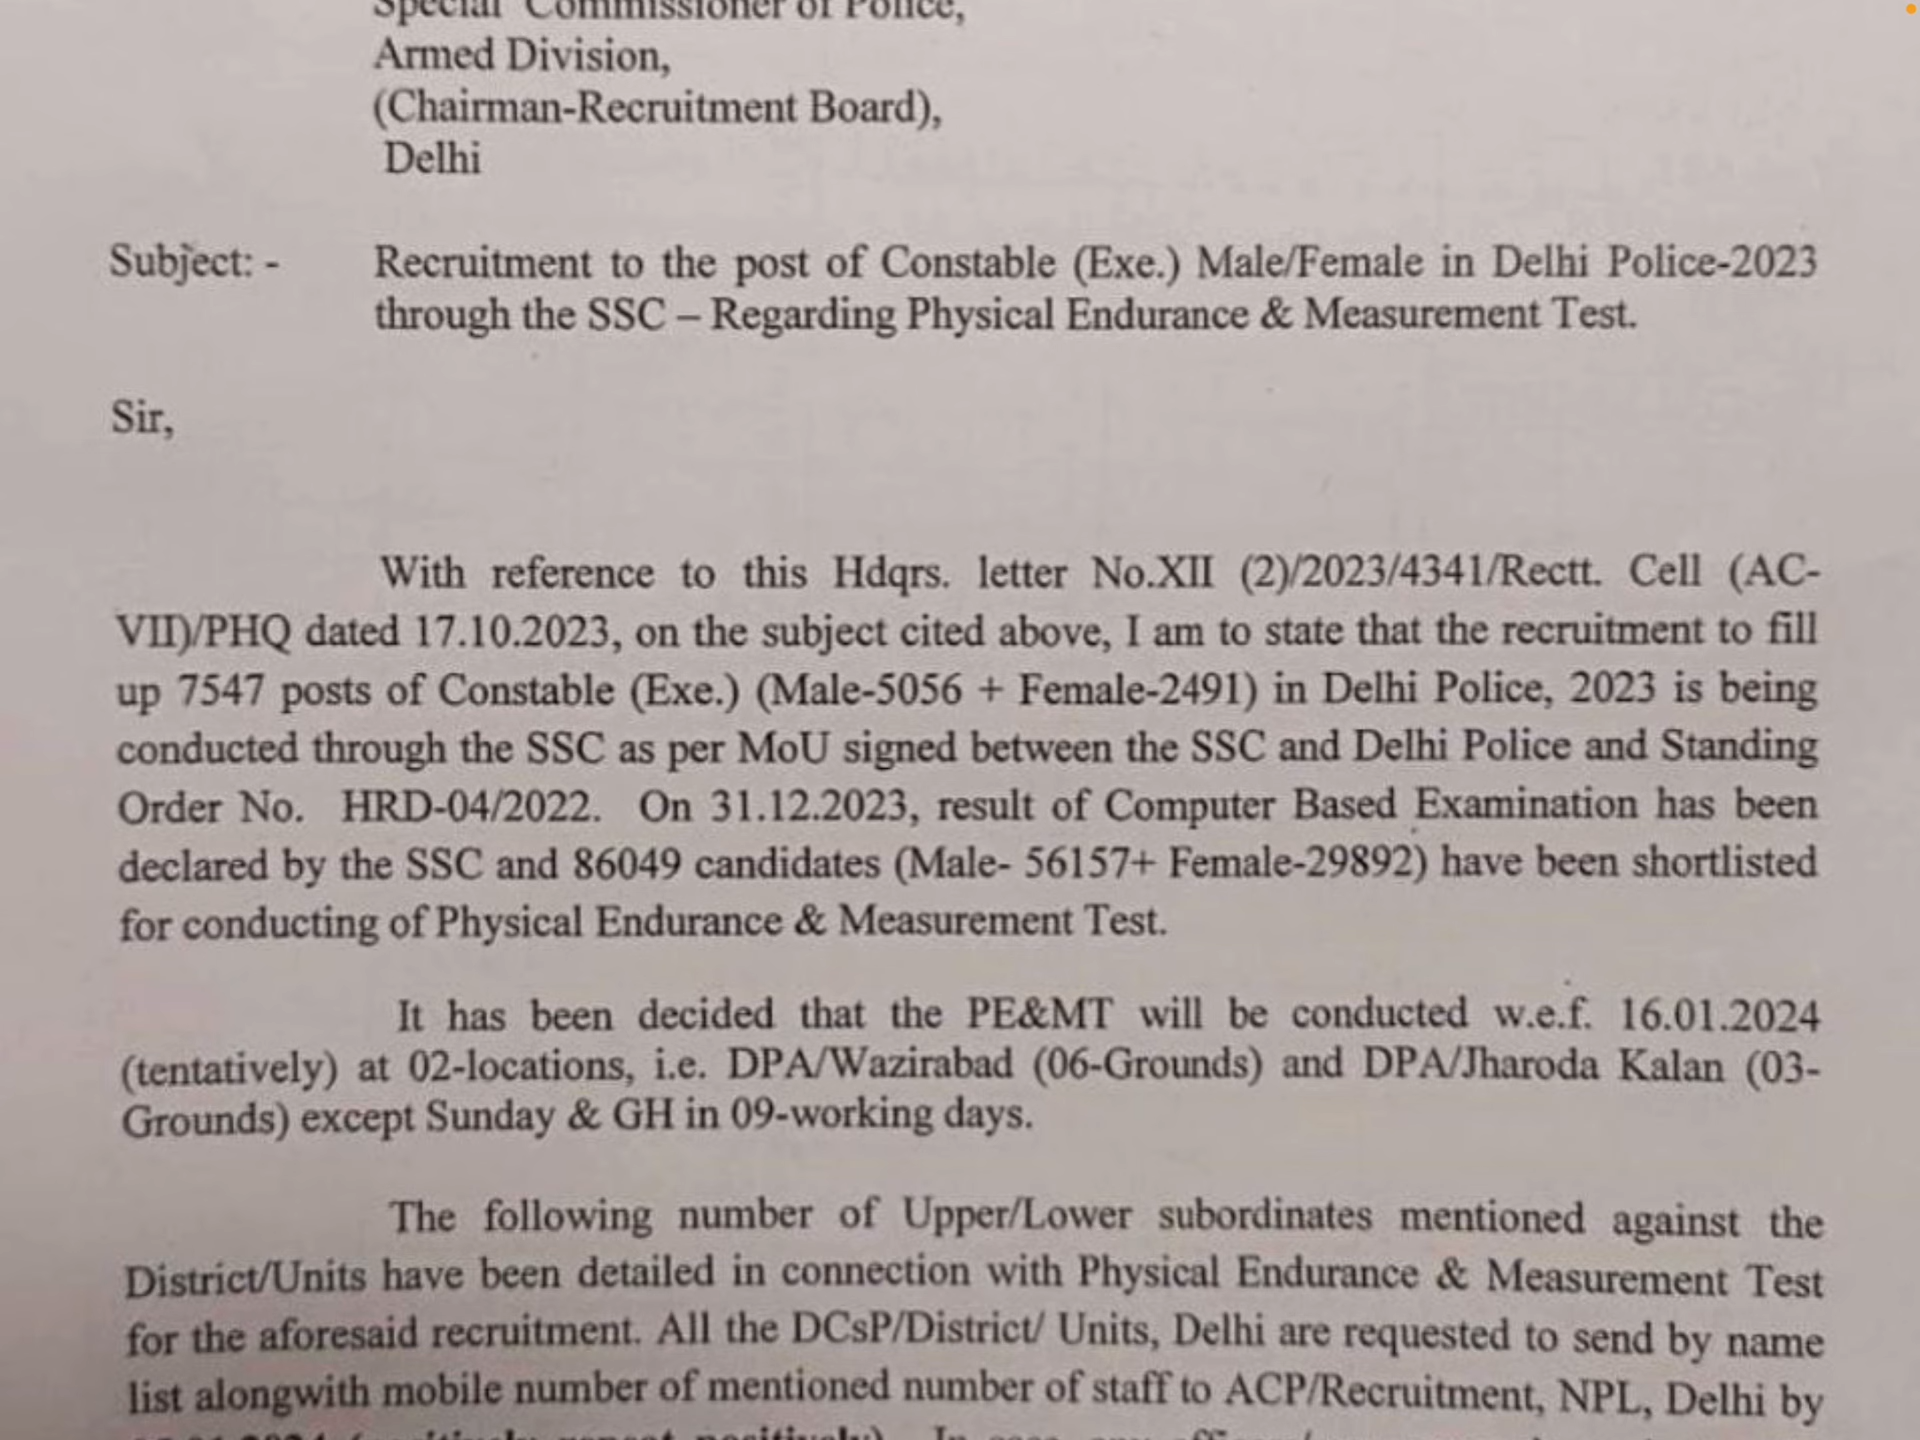 Special Commissioner of Police,
Armed Division,
(Chairman-Recruitment Board),
Delhi
Subject: - Recruitment to the post of Constable (Exe.) Male/Female in Delhi Police-2023
through the SSC – Regarding Physical Endurance & Measurement Test.
Sir,
With reference to this Hdqrs. letter No.XII (2)/2023/4341/Rectt. Cell (AC-
VII)/PHQ dated 17.10.2023, on the subject cited above, I am to state that the recruitment to fill
up 7547 posts of Constable (Exe.) (Male-5056 + Female-2491) in Delhi Police, 2023 is being
conducted through the SSC as per MoU signed between the SSC and Delhi Police and Standing
Order No. HRD-04/2022. On 31.12.2023, result of Computer Based Examination has been
declared by the SSC and 86049 candidates (Male- 56157+ Female-29892) have been shortlisted
for conducting of Physical Endurance & Measurement Test.
It has been decided that the PE&MT will be conducted w.e.f. 16.01.2024
(tentatively) at 02-locations, i.e. DPA/Wazirabad (06-Grounds) and DPA/Jharoda Kalan (03-
Grounds) except Sunday & GH in 09-working days.
The following number of Upper/Lower subordinates mentioned against the
District/Units have been detailed in connection with Physical Endurance & Measurement Test
for the aforesaid recruitment. All the DCsP/District/ Units, Delhi are requested to send by name
list alongwith mobile number of mentioned number of staff to ACP/Recruitment, NPL, Delhi by